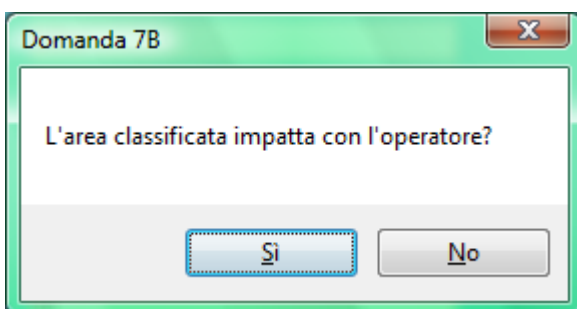 Domanda 7B
L'area classificata impatta con l'operatore?
Sì
No